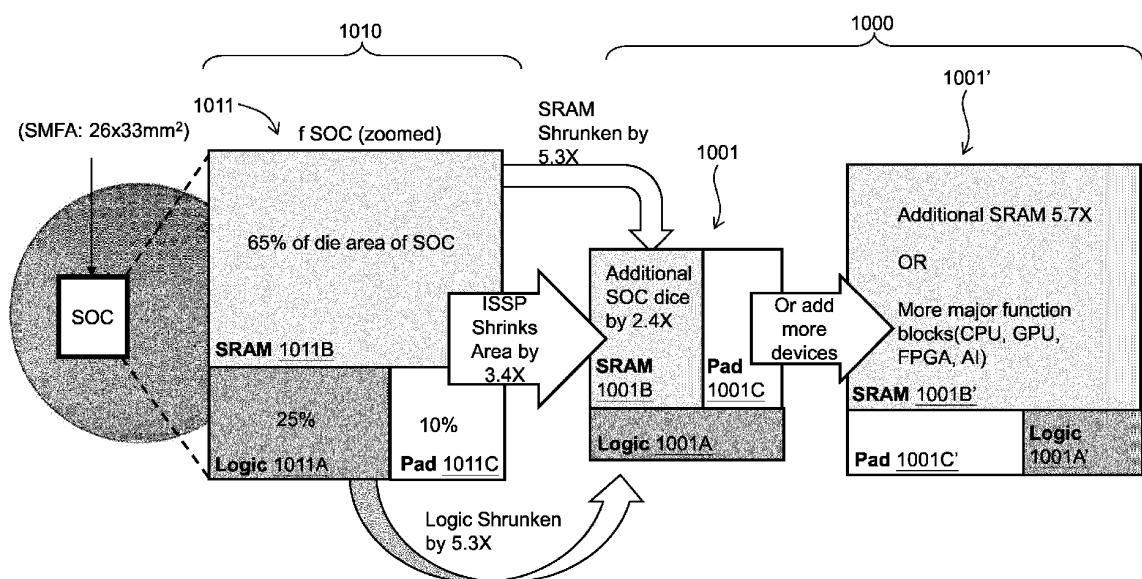 1010
1000
1011
1001'
(SMFA: 26x33mm²)
f SOC (zoomed)
SRAM
Shrunken by
5.3X
1001
65% of die area of SOC
SOC
SRAM 1011B
ISSP
Shrinks
Area by
3.4X
Additional
SOC dice
by 2.4X
SRAM
1001B
Pad
1001C
Or add
more
devices
Additional SRAM 5.7X
OR
More major function
blocks(CPU, GPU,
FPGA, AI)
SRAM 1001B'
25%
10%
Logic 1011A
Pad 1011C
Logic 1001A
Pad 1001C'
Logic
1001A'
Logic Shrunken
by 5.3X